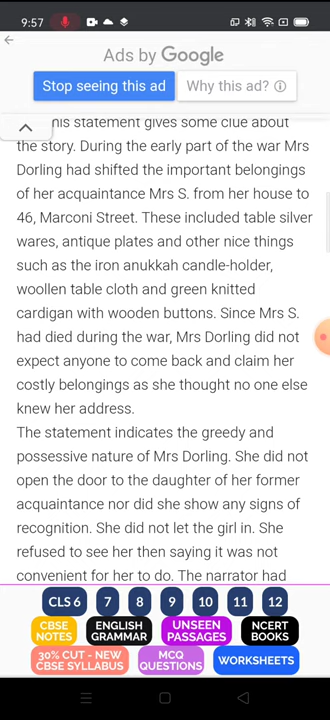 9:57
Ads by Google
Stop seeing this ad
Why this ad?
his statement gives some clue about
the story. During the early part of the war Mrs
Dorling had shifted the important belongings
of her acquaintance Mrs S. from her house to
46, Marconi Street. These included table silver
wares, antique plates and other nice things
such as the iron anukkah candle-holder,
woollen table cloth and green knitted
cardigan with wooden buttons. Since Mrs S.
had died during the war, Mrs Dorling did not
expect anyone to come back and claim her
costly belongings as she thought no one else
knew her address.
The statement indicates the greedy and
possessive nature of Mrs Dorling. She did not
open the door to the daughter of her former
acquaintance nor did she show any signs of
recognition. She did not let the girl in. She
refused to see her then saying it was not
convenient for her to do. The narrator had
CLS 6 7 8 9 10 11 12
CBSE NOTES ENGLISH GRAMMAR UNSEEN PASSAGES NCERT BOOKS
30% CUT - NEW CBSE SYLLABUS MCQ QUESTIONS WORKSHEETS